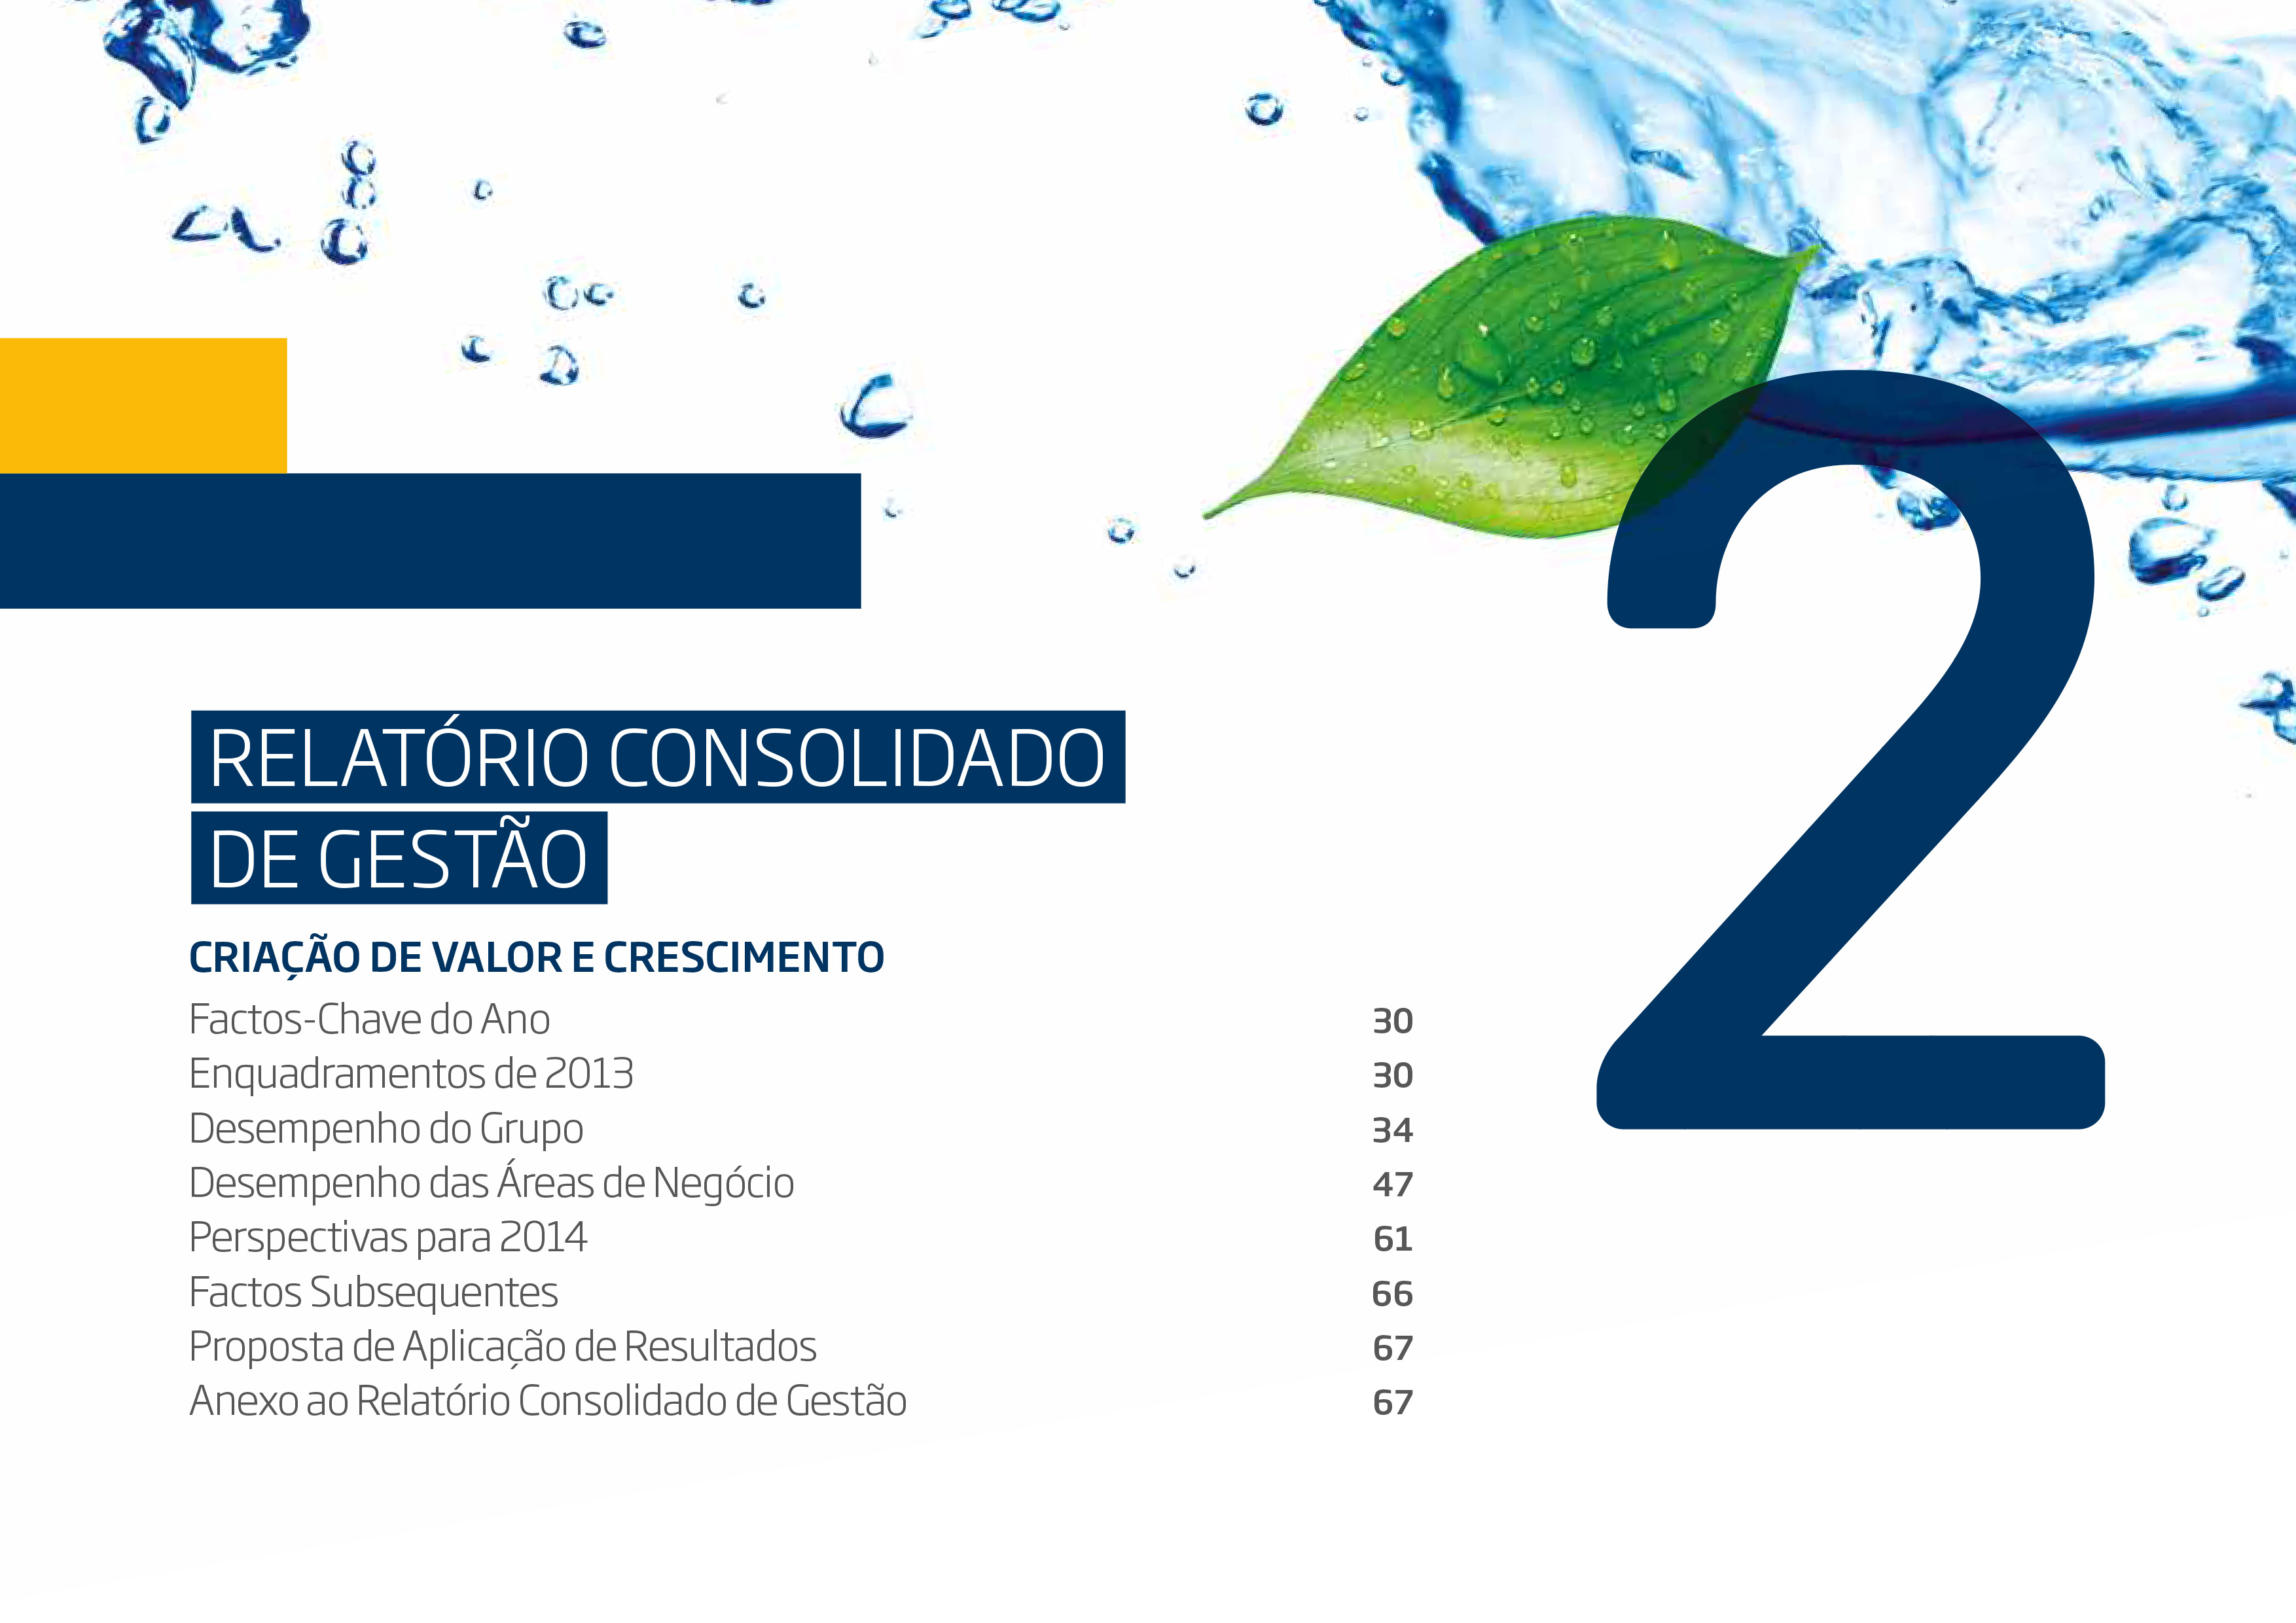 2
RELATÓRIO CONSOLIDADO
DE GESTÃO
CRIAÇÃO DE VALOR E CRESCIMENTO
Factos-Chave do Ano 30
Enquadramentos de 2013 30
Desempenho do Grupo 34
Desempenho das Áreas de Negócio 47
Perspectivas para 2014 61
Factos Subsequentes 66
Proposta de Aplicação de Resultados 67
Anexo ao Relatório Consolidado de Gestão 67